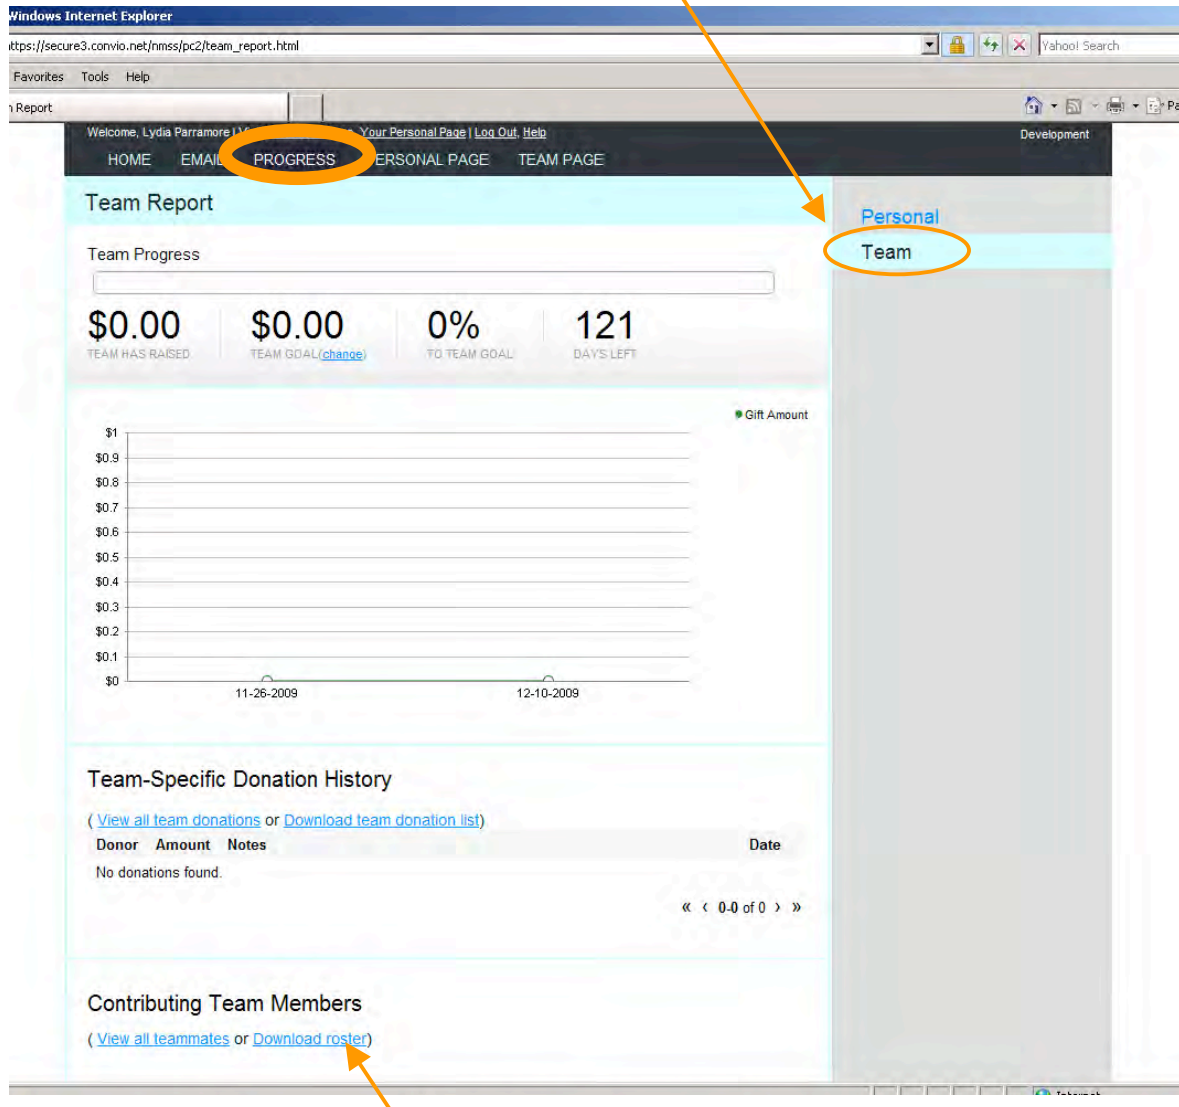 Windows Internet Explorer
https://secure3.convio.net/nmss/pc2/team_report.html
Yahoo! Search
Favorites Tools Help
Report
Welcome, Lydia Parramore | Your Personal Page | Log Out, Help
Development
HOME EMAIL PROGRESS PERSONAL PAGE TEAM PAGE
Team Report
Personal
Team
Team Progress
$0.00 $0.00 0% 121
TEAM HAS RAISED TEAM GOAL(change) TO TEAM GOAL DAYS LEFT
Gift Amount
$1
$0.9
$0.8
$0.7
$0.6
$0.5
$0.4
$0.3
$0.2
$0.1
$0
11-26-2009 12-10-2009
Team-Specific Donation History
( View all team donations or Download team donation list)
Donor Amount Notes Date
No donations found.
« ‹ 0-0 of 0 › »
Contributing Team Members
( View all teammates or Download roster)